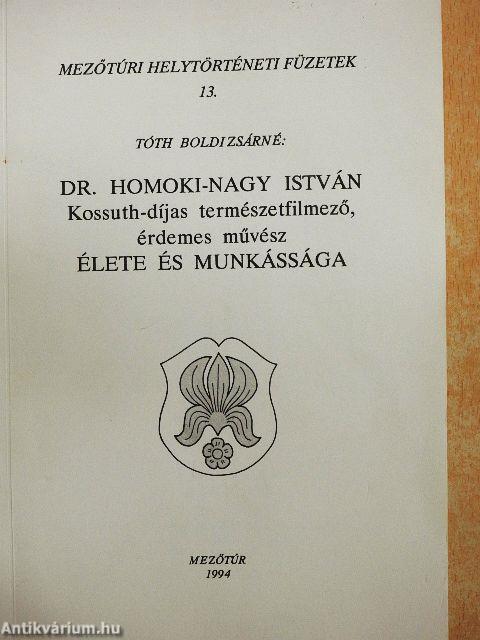 MEZŐTÚRI HELYTÖRTÉNETI FÜZETEK
13.
TÓTH BOLDIZSÁRNÉ:
DR. HOMOKI-NAGY ISTVÁN
Kossuth-díjas természetfilmező,
érdemes művész
ÉLETE ÉS MUNKÁSSÁGA
MEZŐTÚR
1994
Antikvárium.hu